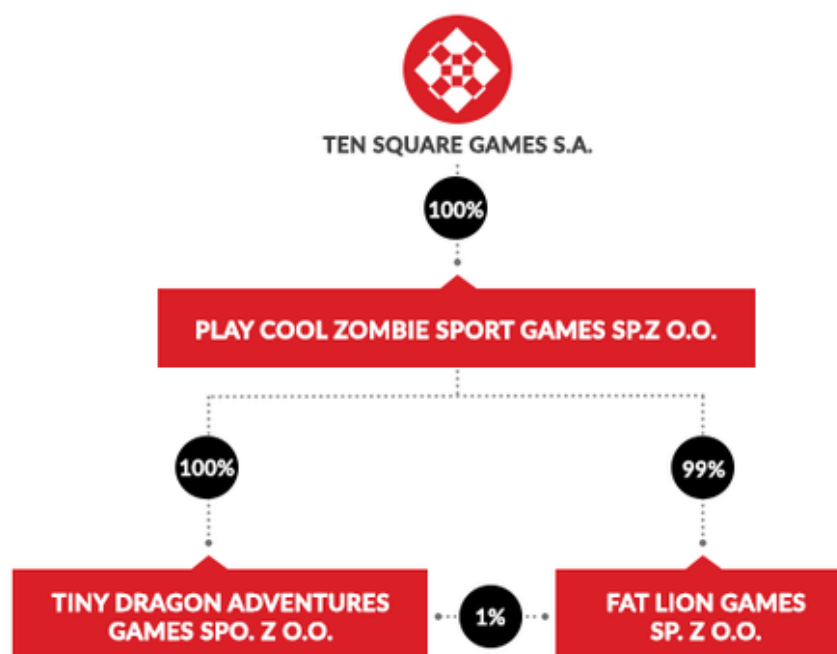 TEN SQUARE GAMES S.A.
100%
PLAY COOL ZOMBIE SPORT GAMES SP.Z O.O.
100%
99%
TINY DRAGON ADVENTURES
GAMES SPO. Z O.O.
1%
FAT LION GAMES
SP. Z O.O.